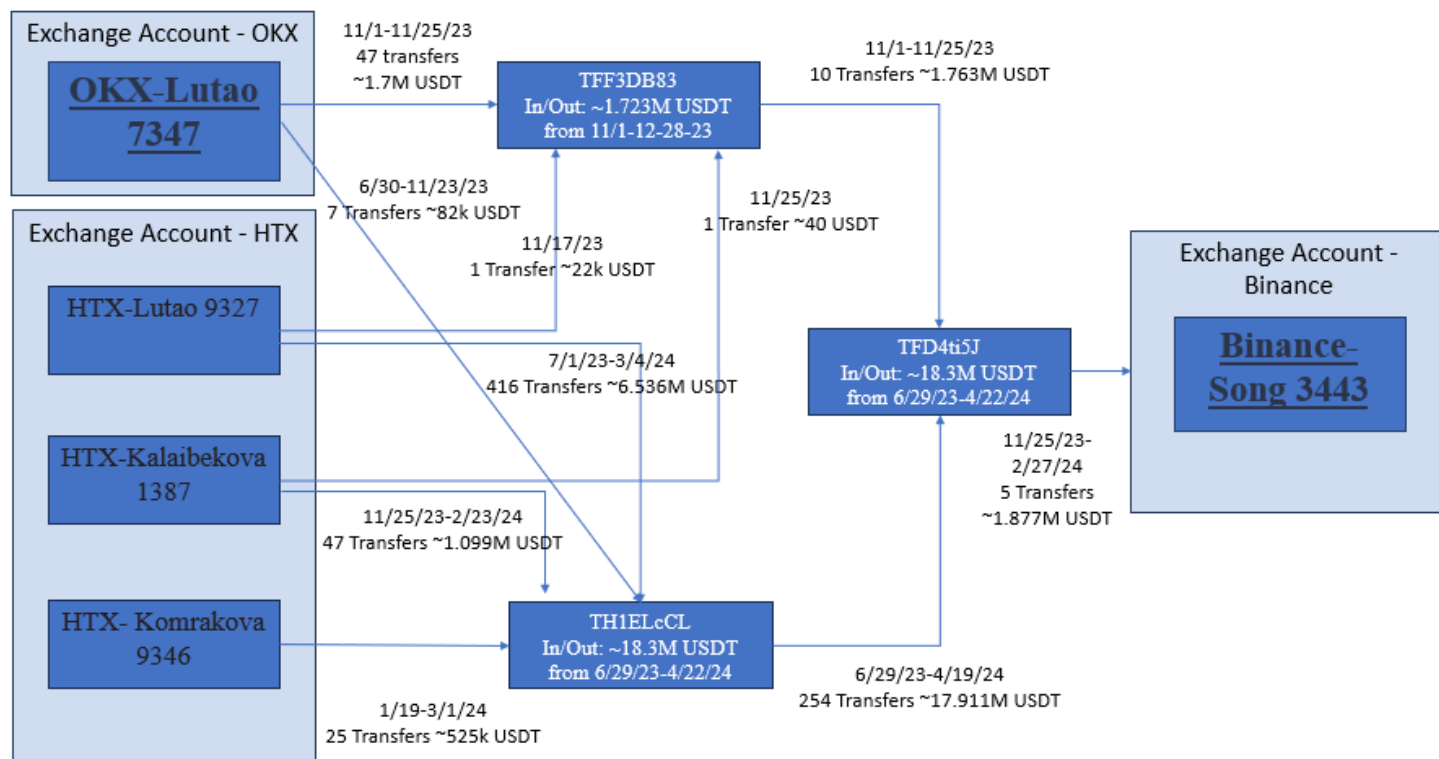 Exchange Account - OKX
OKX-Lutao
7347
11/1-11/25/23
47 transfers
~1.7M USDT
TFF3DB83
In/Out: ~1.723M USDT
from 11/1-12-28-23
11/1-11/25/23
10 Transfers ~1.763M USDT
6/30-11/23/23
7 Transfers ~82k USDT
11/25/23
1 Transfer ~40 USDT
11/17/23
1 Transfer ~22k USDT
Exchange Account - HTX
HTX-Lutao 9327
7/1/23-3/4/24
416 Transfers ~6.536M USDT
HTX-Kalaibekova
1387
11/25/23-2/23/24
47 Transfers ~1.099M USDT
HTX- Komrakova
9346
1/19-3/1/24
25 Transfers ~525k USDT
TH1ELcCL
In/Out: ~18.3M USDT
from 6/29/23-4/22/24
6/29/23-4/19/24
254 Transfers ~17.911M USDT
TFD4ti5J
In/Out: ~18.3M USDT
from 6/29/23-4/22/24
11/25/23-
2/27/24
5 Transfers
~1.877M USDT
Exchange Account -
Binance
Binance-
Song 3443